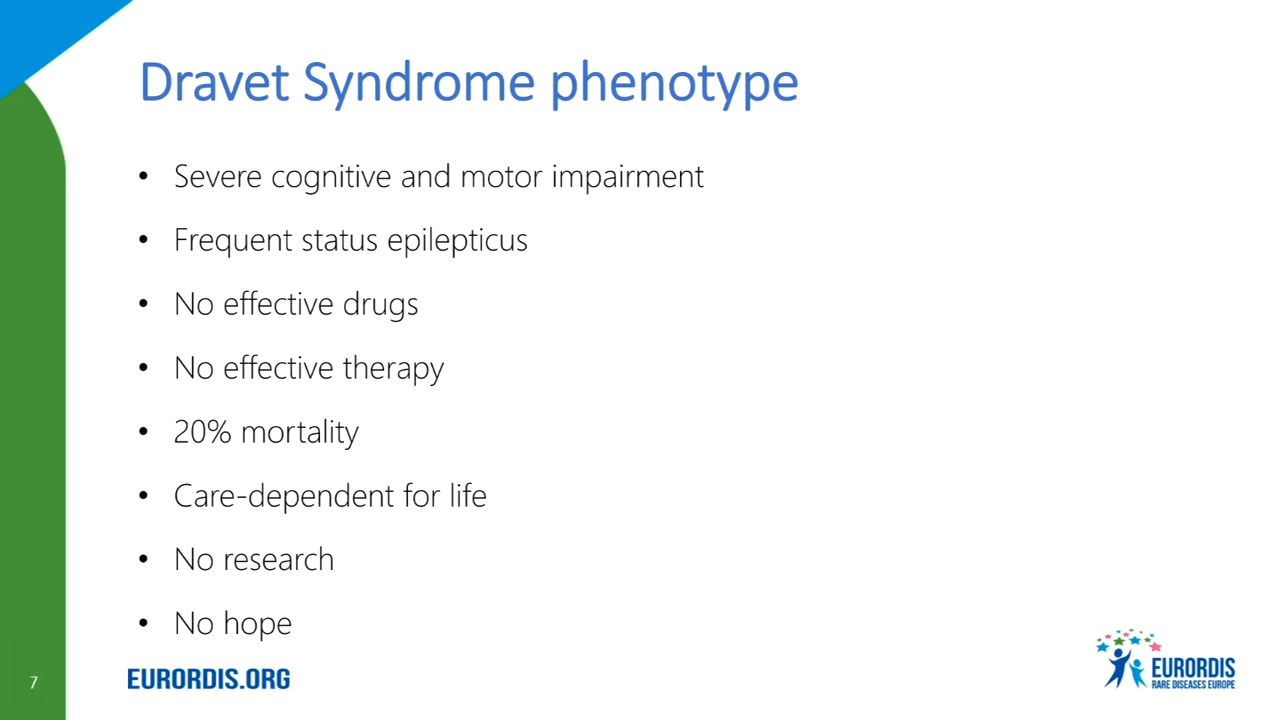 Dravet Syndrome phenotype
• Severe cognitive and motor impairment
• Frequent status epilepticus
• No effective drugs
• No effective therapy
• 20% mortality
• Care-dependent for life
• No research
• No hope
7
EURORDIS.ORG
EURORDIS
RARE DISEASES EUROPE